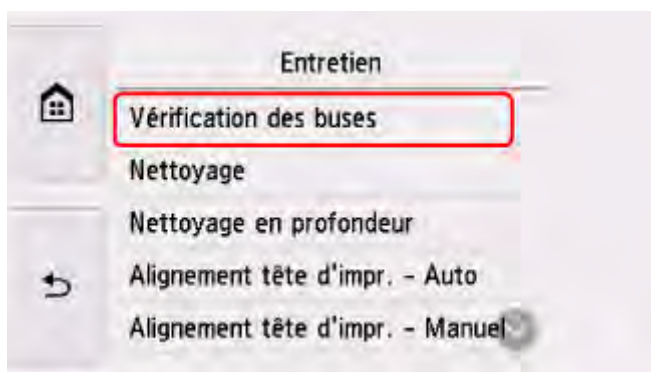 Entretien
Vérification des buses
Nettoyage
Nettoyage en profondeur
Alignement tête d'impr. - Auto
Alignement tête d'impr. - Manuel